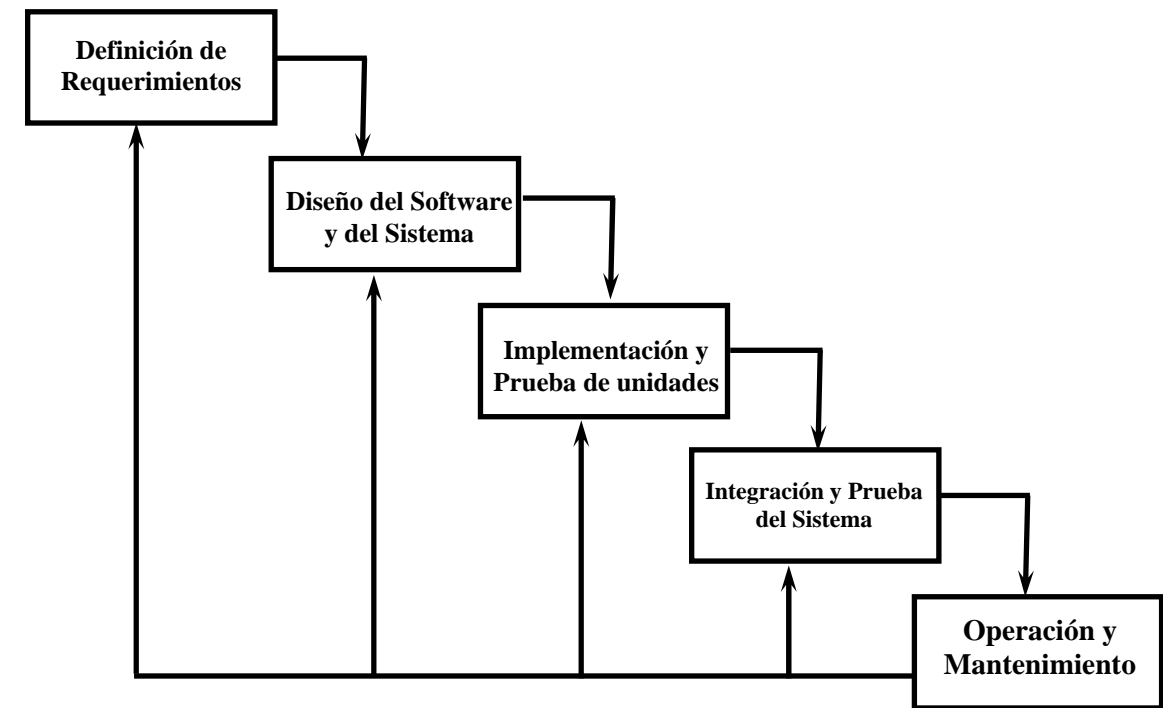 Definición de
Requerimientos
Diseño del Software
y del Sistema
Implementación y
Prueba de unidades
Integración y Prueba
del Sistema
Operación y
Mantenimiento